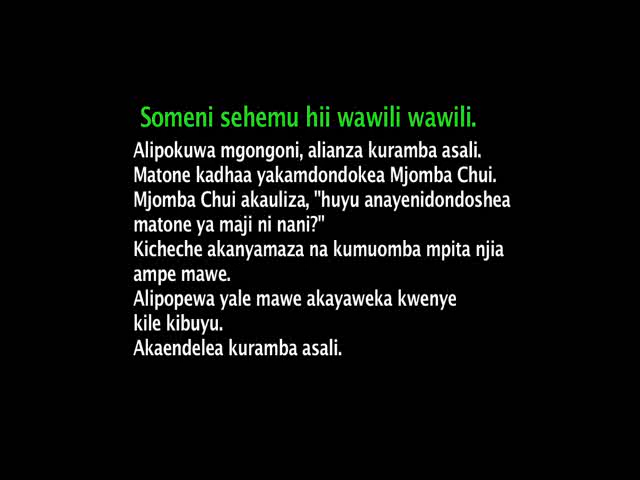 Someni sehemu hii wawili wawili.
Alipokuwa mgongoni, alianza kuramba asali.
Matone kadhaa yakamdondokea Mjomba Chui.
Mjomba Chui akauliza, "huyu anayenidondoshea
matone ya maji ni nani?"
Kicheche akanyamaza na kumuomba mpita njia
ampe mawe.
Alipopewa yale mawe akayaweka kwenye
kile kibuyu.
Akaendelea kuramba asali.